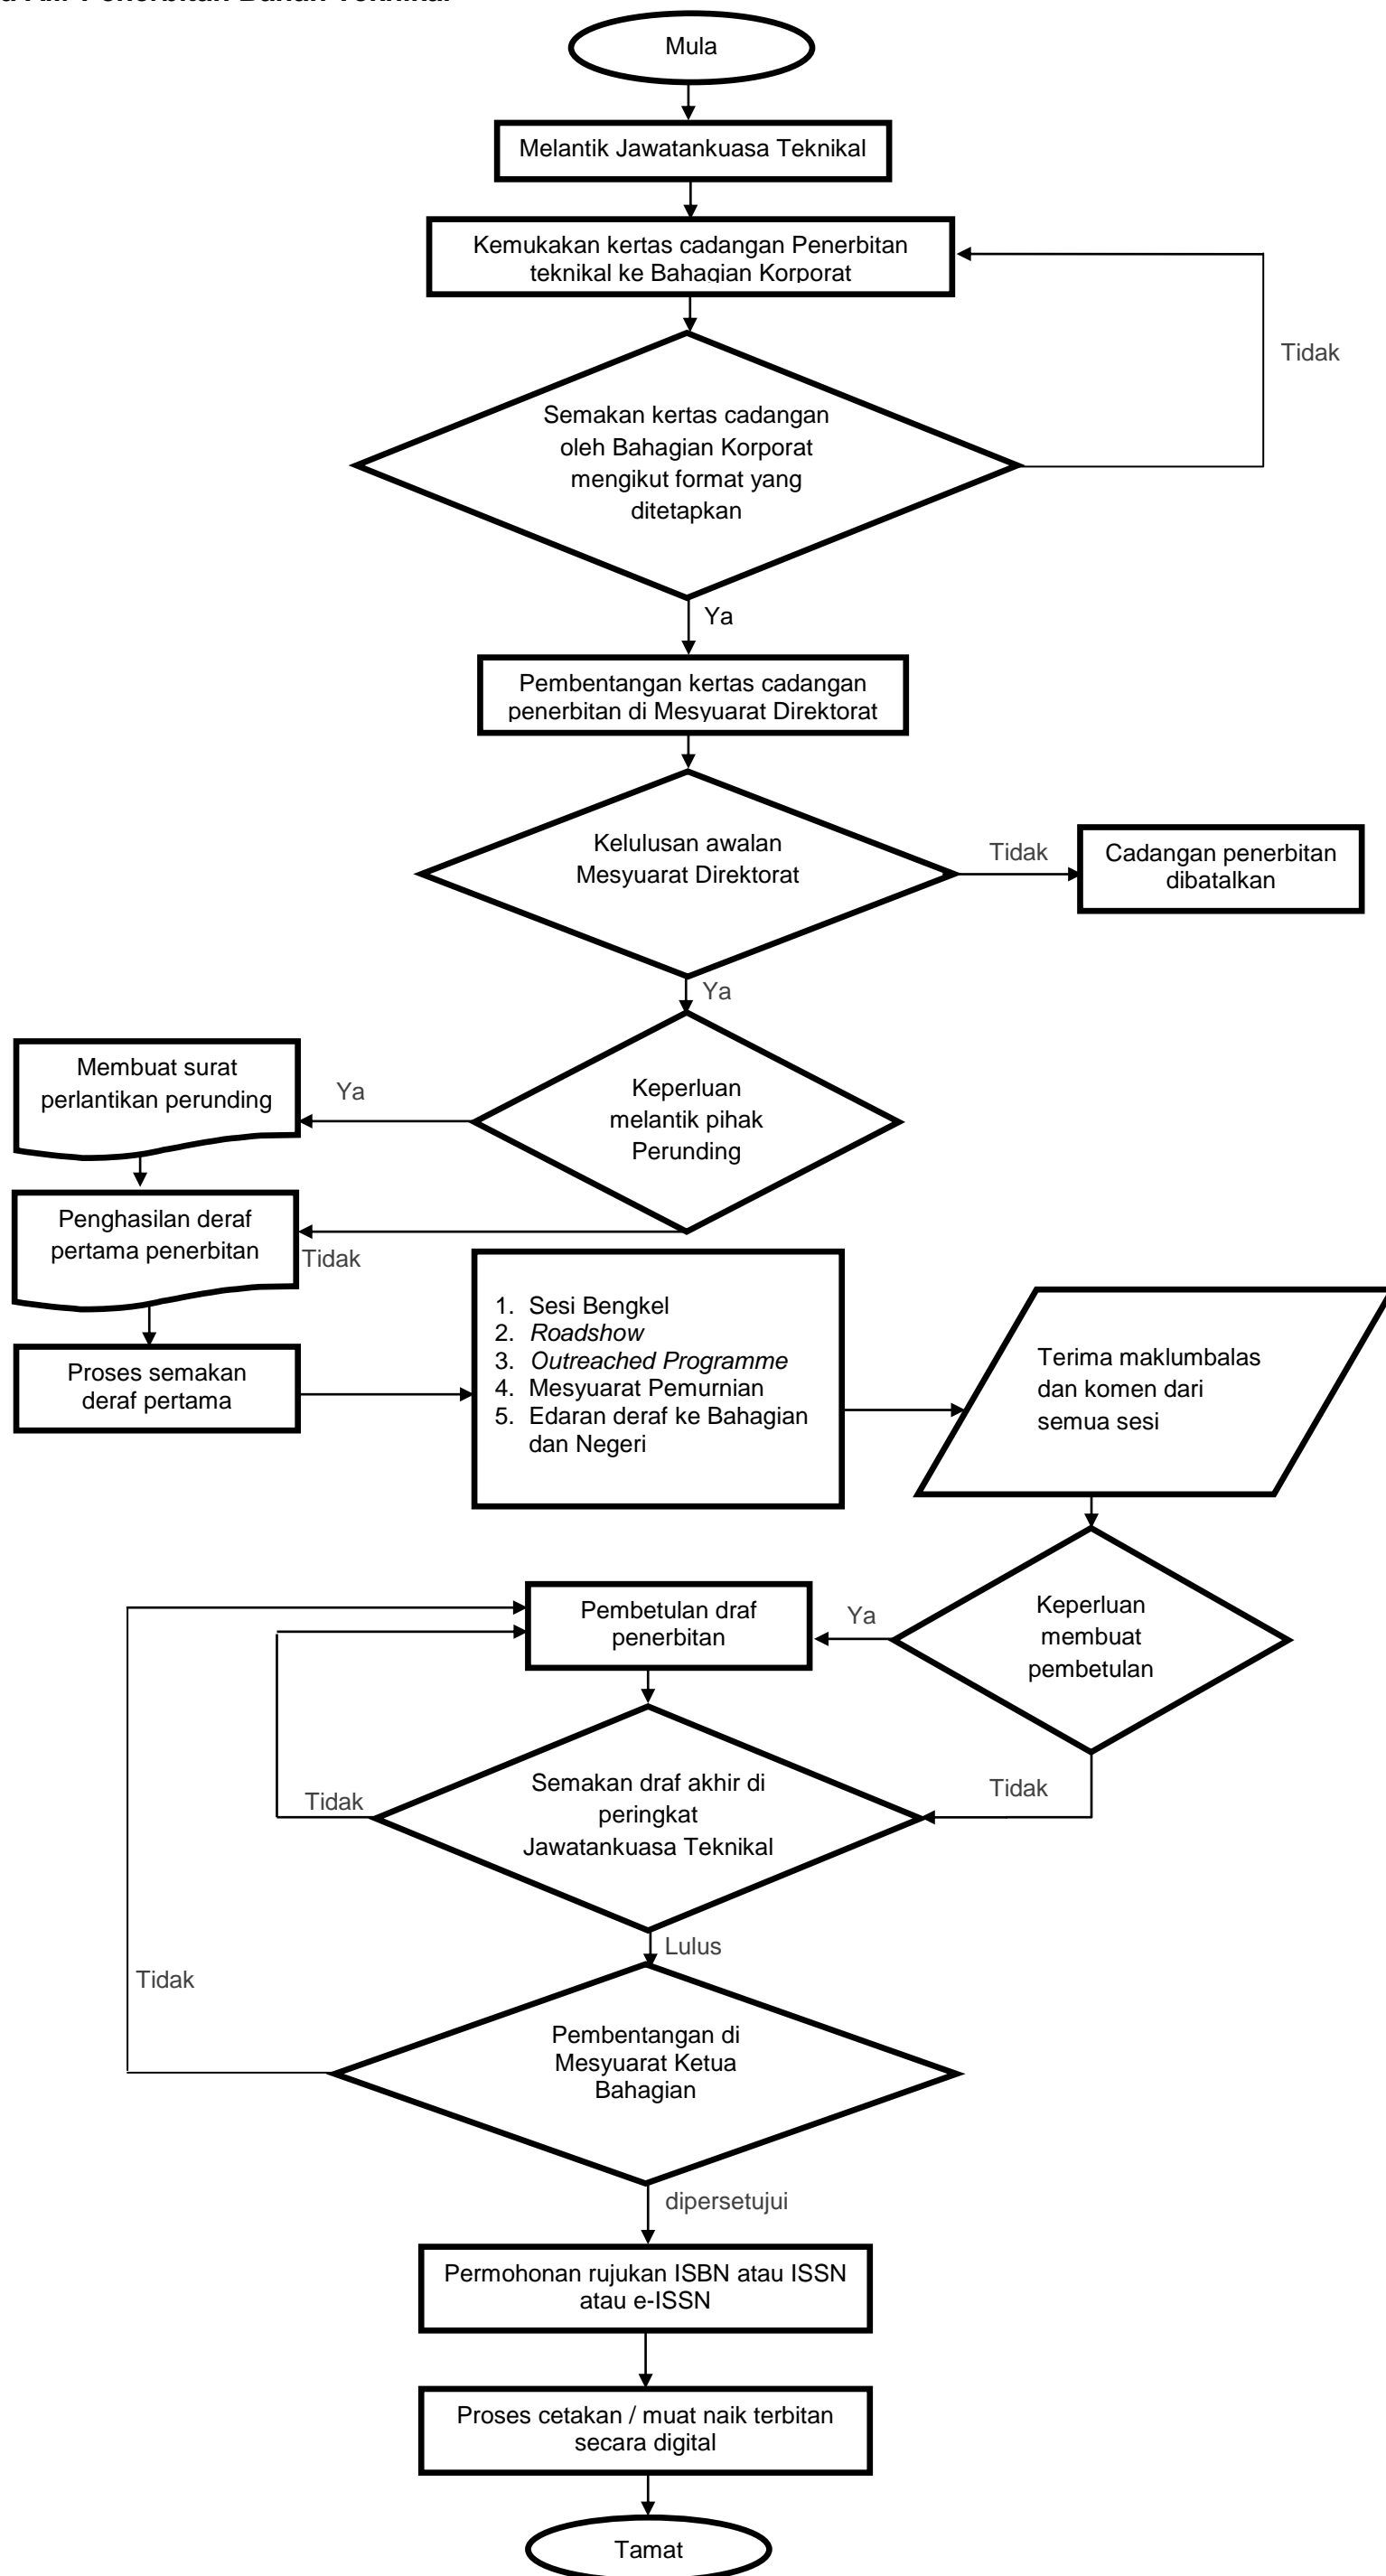 Penerbitan Bahan Teknikal
Mula
Melantik Jawatankuasa Teknikal
Kemukakan kertas cadangan Penerbitan
teknikal ke Bahagian Korporat
Tidak
Semakan kertas cadangan
oleh Bahagian Korporat
mengikut format yang
ditetapkan
Ya
Pembentangan kertas cadangan
penerbitan di Mesyuarat Direktorat
Kelulusan awalan
Mesyuarat Direktorat
Tidak
Cadangan penerbitan
dibatalkan
Ya
Membuat surat
perlantikan perunding
Ya
Keperluan
melantik pihak
Perunding
Penghasilan deraf
pertama penerbitan
Tidak
1. Sesi Bengkel
2. Roadshow
3. Outreached Programme
4. Mesyuarat Pemurnian
5. Edaran deraf ke Bahagian
dan Negeri
Terima maklumbalas
dan komen dari
semua sesi
Proses semakan
deraf pertama
Pembetulan draf
penerbitan
Ya
Keperluan
membuat
pembetulan
Semakan draf akhir di
peringkat
Jawatankuasa Teknikal
Tidak
Tidak
Lulus
Tidak
Pembentangan di
Mesyuarat Ketua
Bahagian
dipersetujui
Permohonan rujukan ISBN atau ISSN
atau e-ISSN
Proses cetakan / muat naik terbitan
secara digital
Tamat